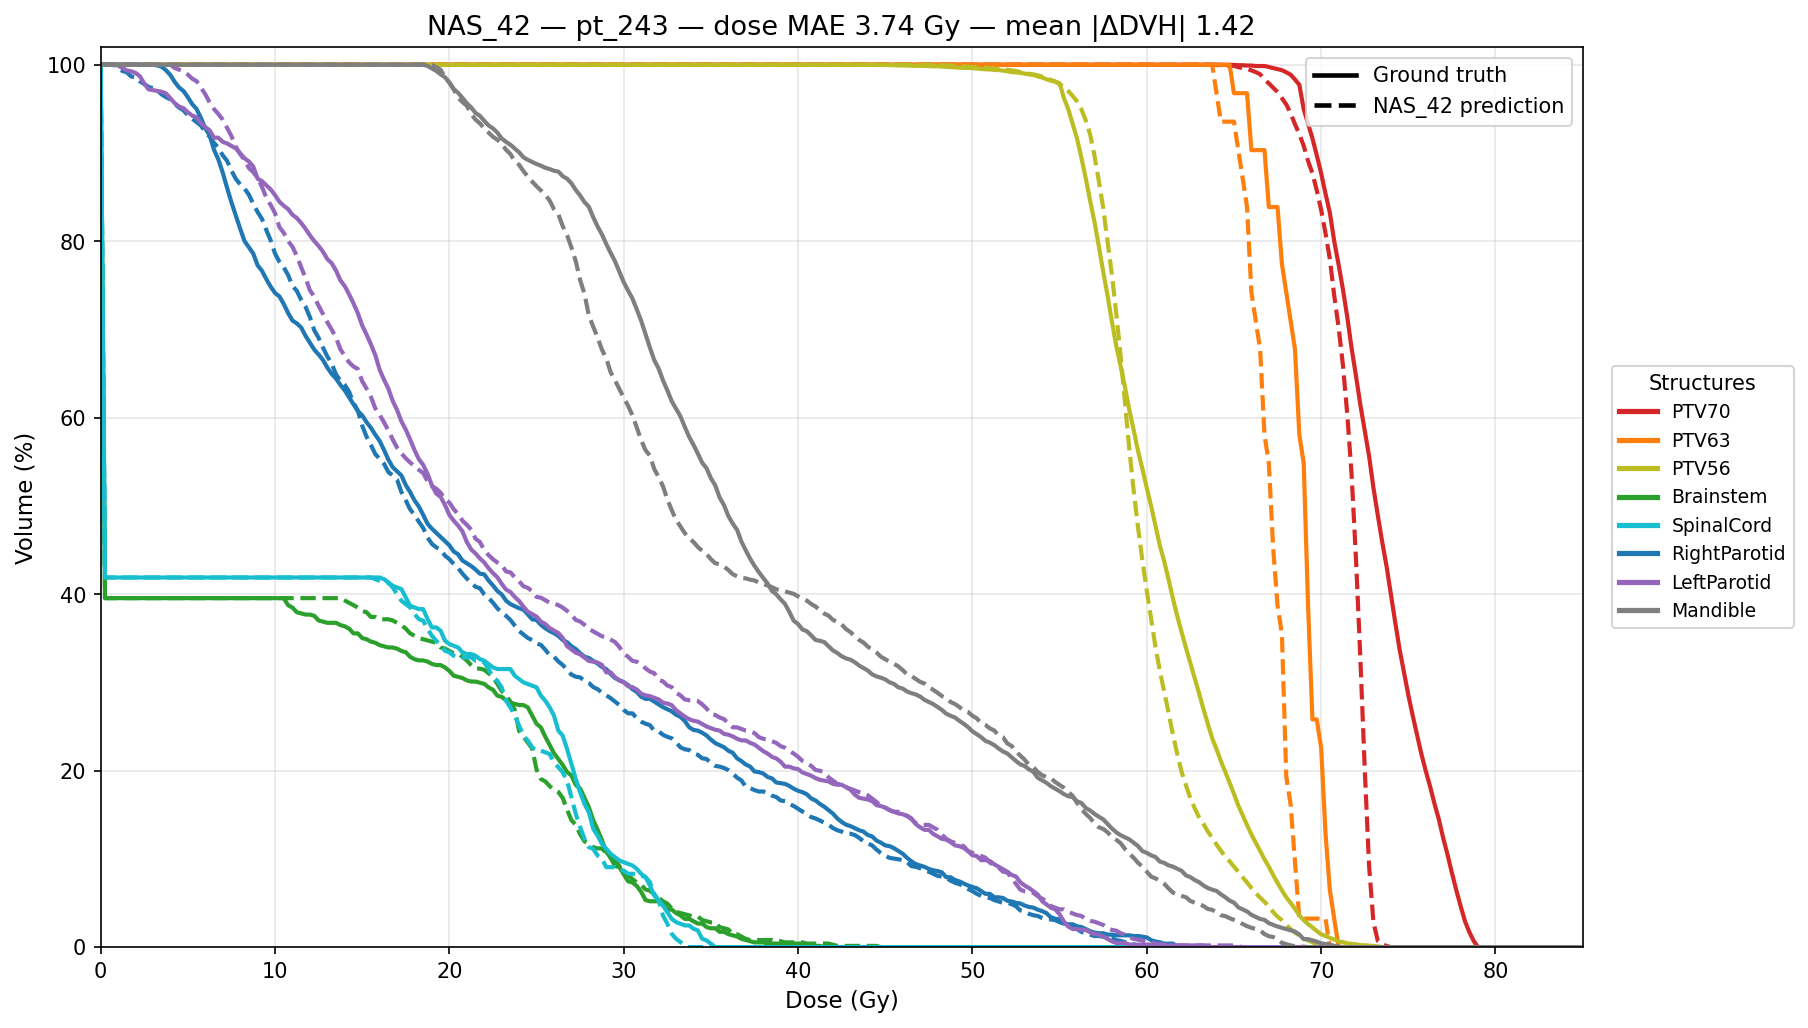 NAS_42 — pt_243 — dose MAE 3.74 Gy — mean |ΔDVH| 1.42
Ground truth
NAS_42 prediction
Volume (%)
100
80
60
40
20
0
0 10 20 30 40 50 60 70 80
Dose (Gy)
Structures
PTV70
PTV63
PTV56
Brainstem
SpinalCord
RightParotid
LeftParotid
Mandible